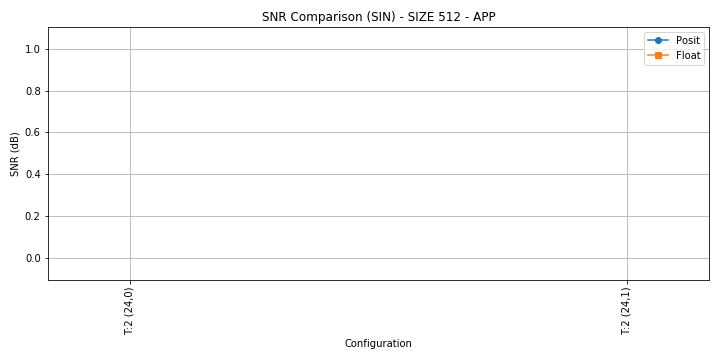 SNR Comparison (SIN) - SIZE 512 - APP
Posit
Float
SNR (dB)
1.0
0.8
0.6
0.4
0.2
0.0
T:2 (24,0)
T:2 (24,1)
Configuration